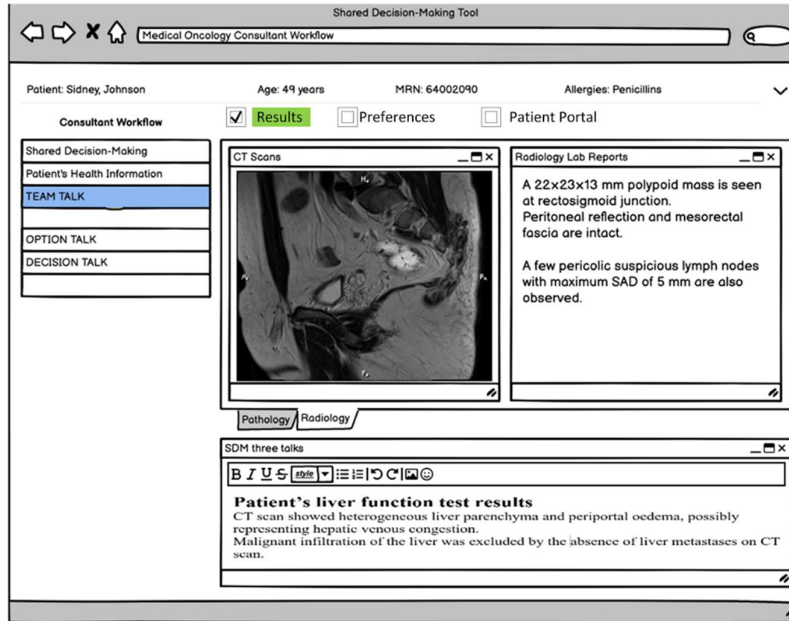 Shared Decision-Making Tool
Medical Oncology Consultant Workflow
Patient: Sidney, Johnson Age: 49 years MRN: 64002090 Allergies: Penicillins
Consultant Workflow
Results Preferences Patient Portal
Shared Decision-Making
Patient's Health Information
TEAM TALK
OPTION TALK
DECISION TALK
CT Scans
Radiology Lab Reports
A 22x23x13 mm polypoid mass is seen
at rectosigmoid junction.
Peritoneal reflection and mesorectal
fascia are intact.
A few pericolic suspicious lymph nodes
with maximum SAD of 5 mm are also
observed.
Pathology Radiology
SDM three talks
B I U S style
Patient's liver function test results
CT scan showed heterogeneous liver parenchyma and periportal oedema, possibly
representing hepatic venous congestion.
Malignant infiltration of the liver was excluded by the absence of liver metastases on CT
scan.